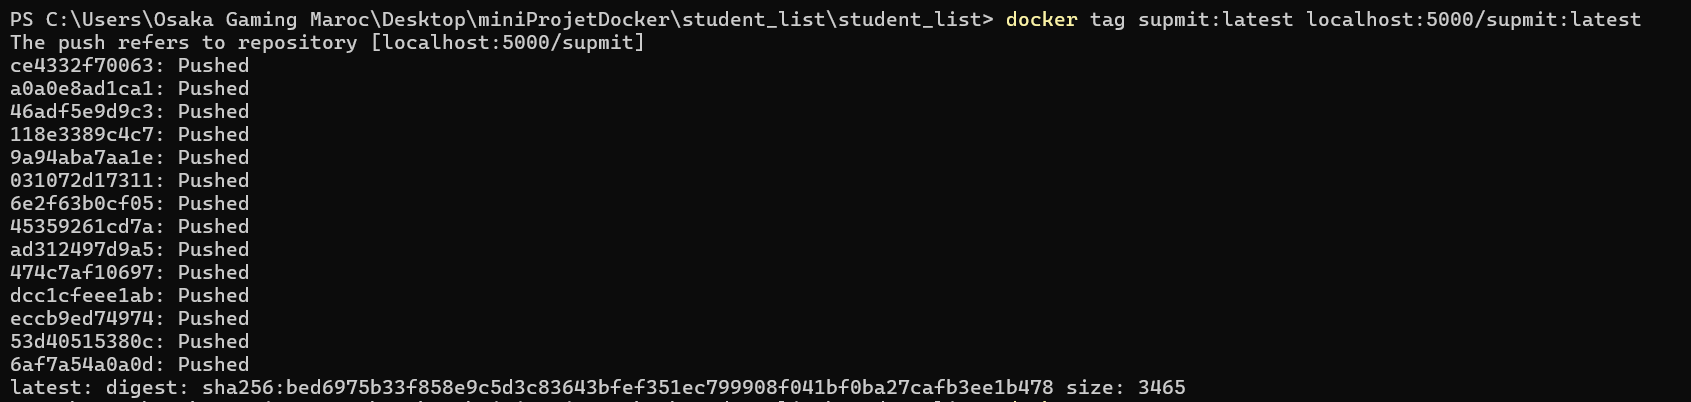 PS C:\Users\Osaka Gaming Maroc\Desktop\miniProjetDocker\student_list\student_list> docker tag supmit:latest localhost:5000/supmit:latest
The push refers to repository [localhost:5000/supmit]
ce4332f70063: Pushed
a0a0e8ad1ca1: Pushed
46adf5e9d9c3: Pushed
118e3389c4c7: Pushed
9a94aba7aa1e: Pushed
031072d17311: Pushed
6e2f63b0cf05: Pushed
45359261cd7a: Pushed
ad312497d9a5: Pushed
474c7af10697: Pushed
dcc1cfeee1ab: Pushed
eccb9ed74974: Pushed
53d40515380c: Pushed
6af7a54a0a0d: Pushed
latest: digest: sha256:bed6975b33f858e9c5d3c83643bfef351ec799908f041bf0ba27cafb3ee1b478 size: 3465